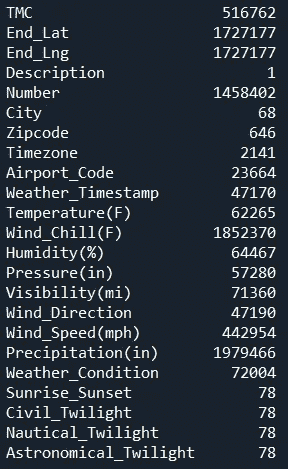 TMC 516762
End_Lat 1727177
End_Lng 1727177
Description 1
Number 1458402
City 68
Zipcode 646
Timezone 2141
Airport_Code 23664
Weather_Timestamp 47170
Temperature(F) 62265
Wind_Chill(F) 1852370
Humidity(%) 64467
Pressure(in) 57280
Visibility(mi) 71360
Wind_Direction 47190
Wind_Speed(mph) 442954
Precipitation(in) 1979466
Weather_Condition 72004
Sunrise_Sunset 78
Civil_Twilight 78
Nautical_Twilight 78
Astronomical_Twilight 78